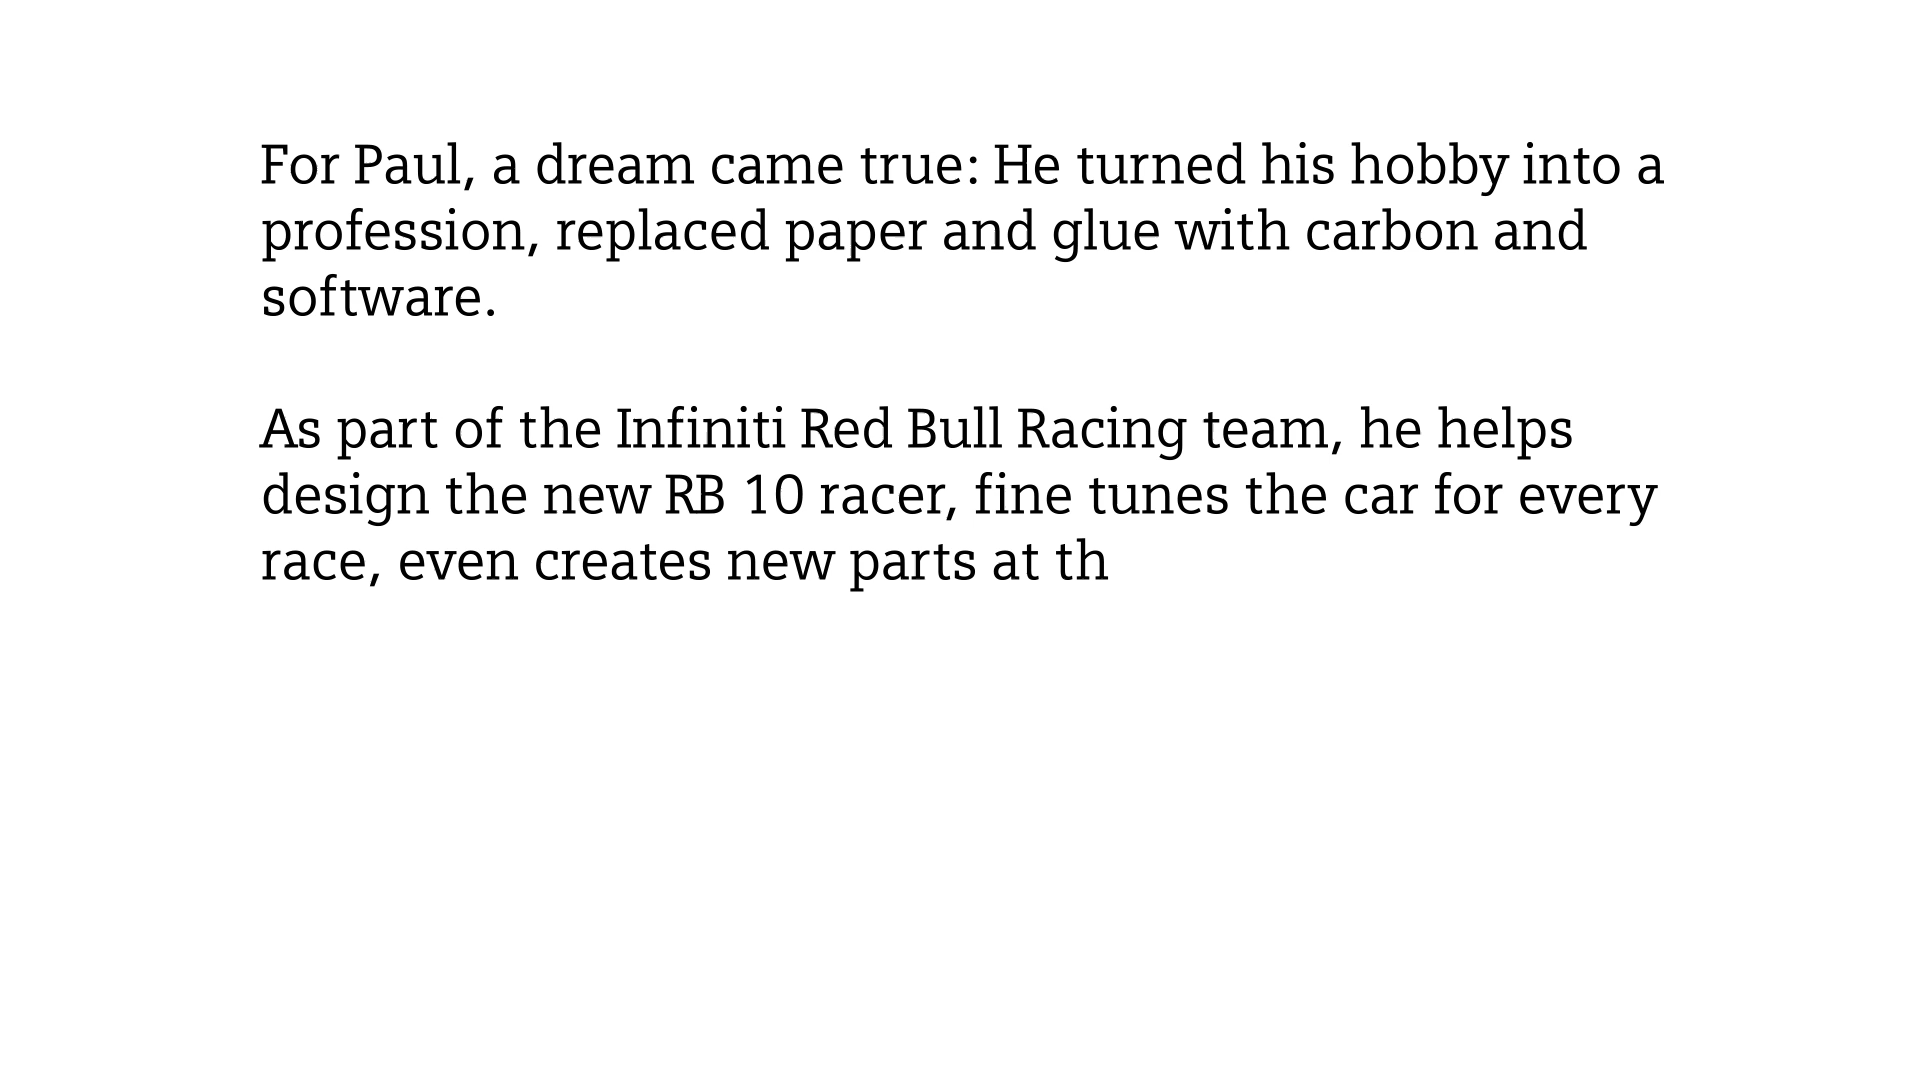 For Paul, a dream came true: He turned his hobby into a
profession, replaced paper and glue with carbon and
software.
As part of the Infiniti Red Bull Racing team, he helps
design the new RB 10 racer, fine tunes the car for every
race, even creates new parts at th